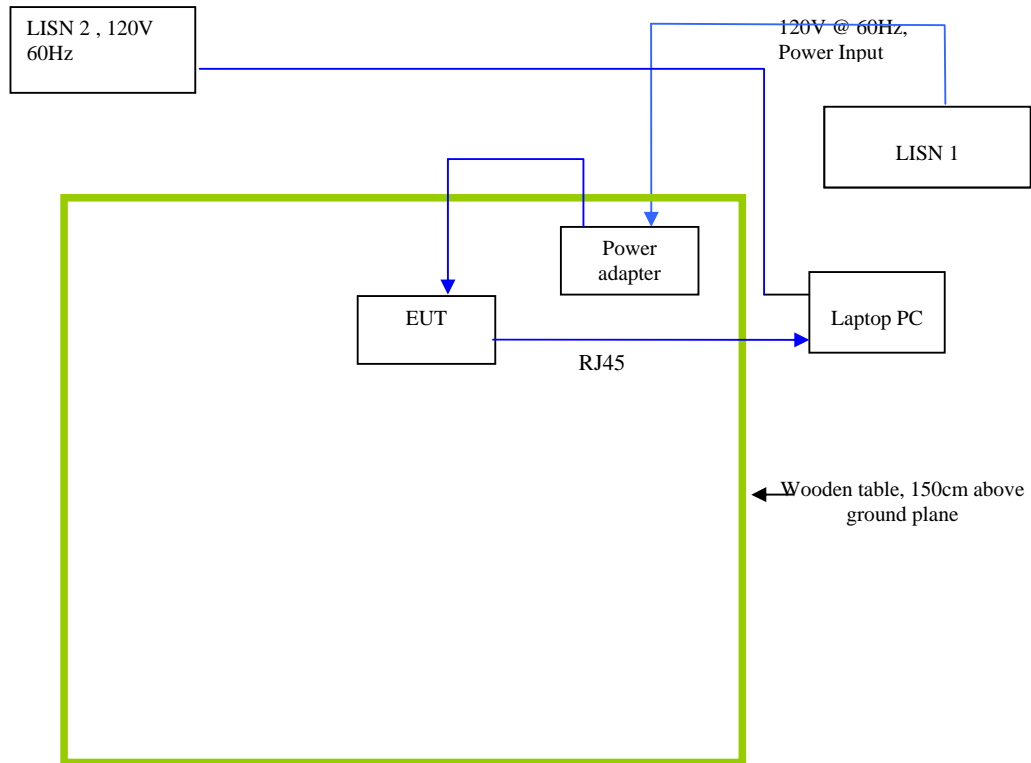 LISN 2 , 120V
60Hz
120V @ 60Hz,
Power Input
LISN 1
Power
adapter
EUT
Laptop PC
RJ45
Wooden table, 150cm above
ground plane